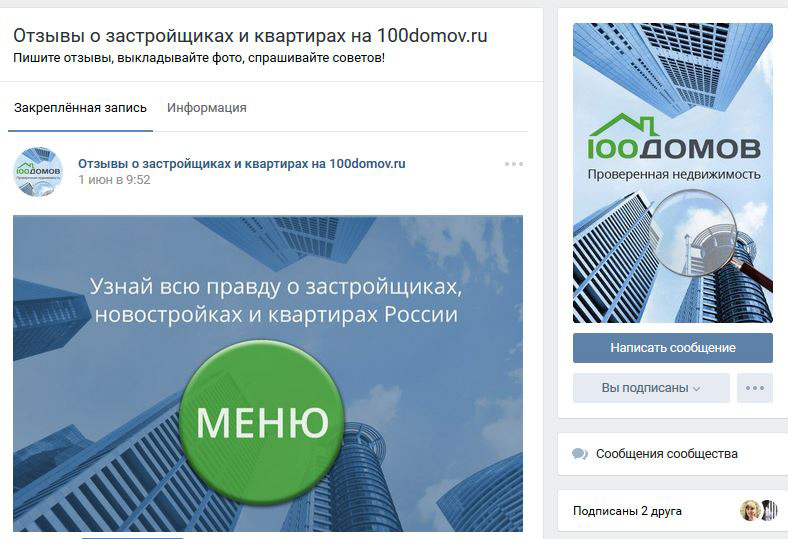 Отзывы о застройщиках и квартирах на 100domov.ru
Пишите отзывы, выкладывайте фото, спрашивайте советов!
Закреплённая запись
Информация
100ДОМОВ
Проверенная недвижимость
Отзывы о застройщиках и квартирах на 100domov.ru
1 июн в 9:52
Узнай всю правду о застройщиках,
новостройках и квартирах России
МЕНЮ
100ДОМОВ
Проверенная недвижимость
Написать сообщение
Вы подписаны
Сообщения сообщества
Подписаны 2 друга